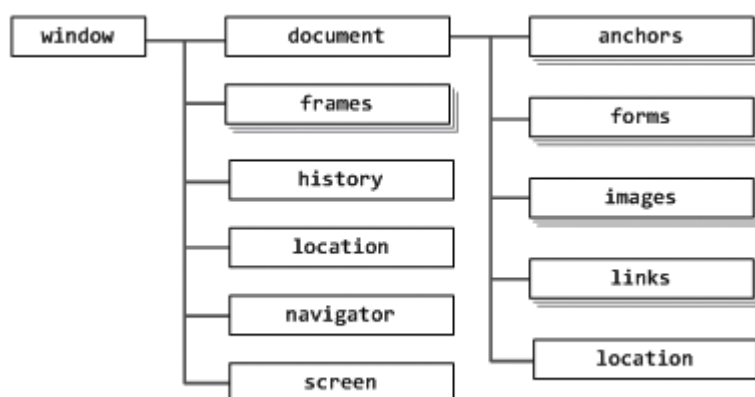 window
document
anchors
frames
forms
history
images
location
links
navigator
location
screen